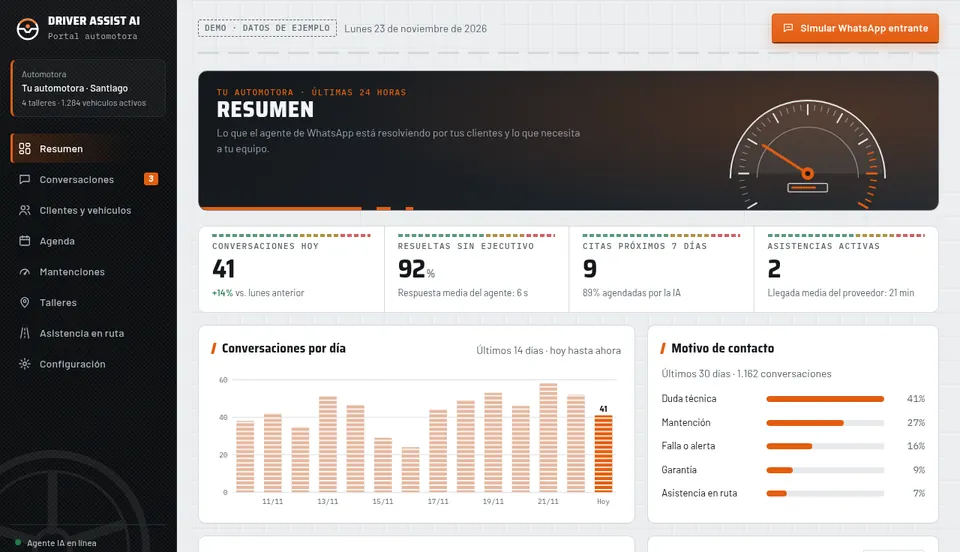 DRIVER ASSIST AI
Portal automotora
Automotora
Tu automotora · Santiago
4 talleres · 1.284 vehículos activos
Resumen
Conversaciones 3
Clientes y vehículos
Agenda
Mantenciones
Talleres
Asistencia en ruta
Configuración
Agente IA en línea
DEMO · DATOS DE EJEMPLO Lunes 23 de noviembre de 2026
Simular WhatsApp entrante
TU AUTOMOTORA · ÚLTIMAS 24 HORAS
RESUMEN
Lo que el agente de WhatsApp está resolviendo por tus clientes y lo que necesita
a tu equipo.
CONVERSACIONES HOY
41
+14% vs. lunes anterior
RESUELTAS SIN EJECUTIVO
92%
Respuesta media del agente: 6 s
CITAS PRÓXIMOS 7 DÍAS
9
89% agendadas por la IA
ASISTENCIAS ACTIVAS
2
Llegada media del proveedor: 21 min
Conversaciones por día
Últimos 14 días · hoy hasta ahora
60
40
20
0
41
11/11 13/11 15/11 17/11 19/11 21/11 Hoy
Motivo de contacto
Últimos 30 días · 1.162 conversaciones
Duda técnica 41%
Mantención 27%
Falla o alerta 16%
Garantía 9%
Asistencia en ruta 7%